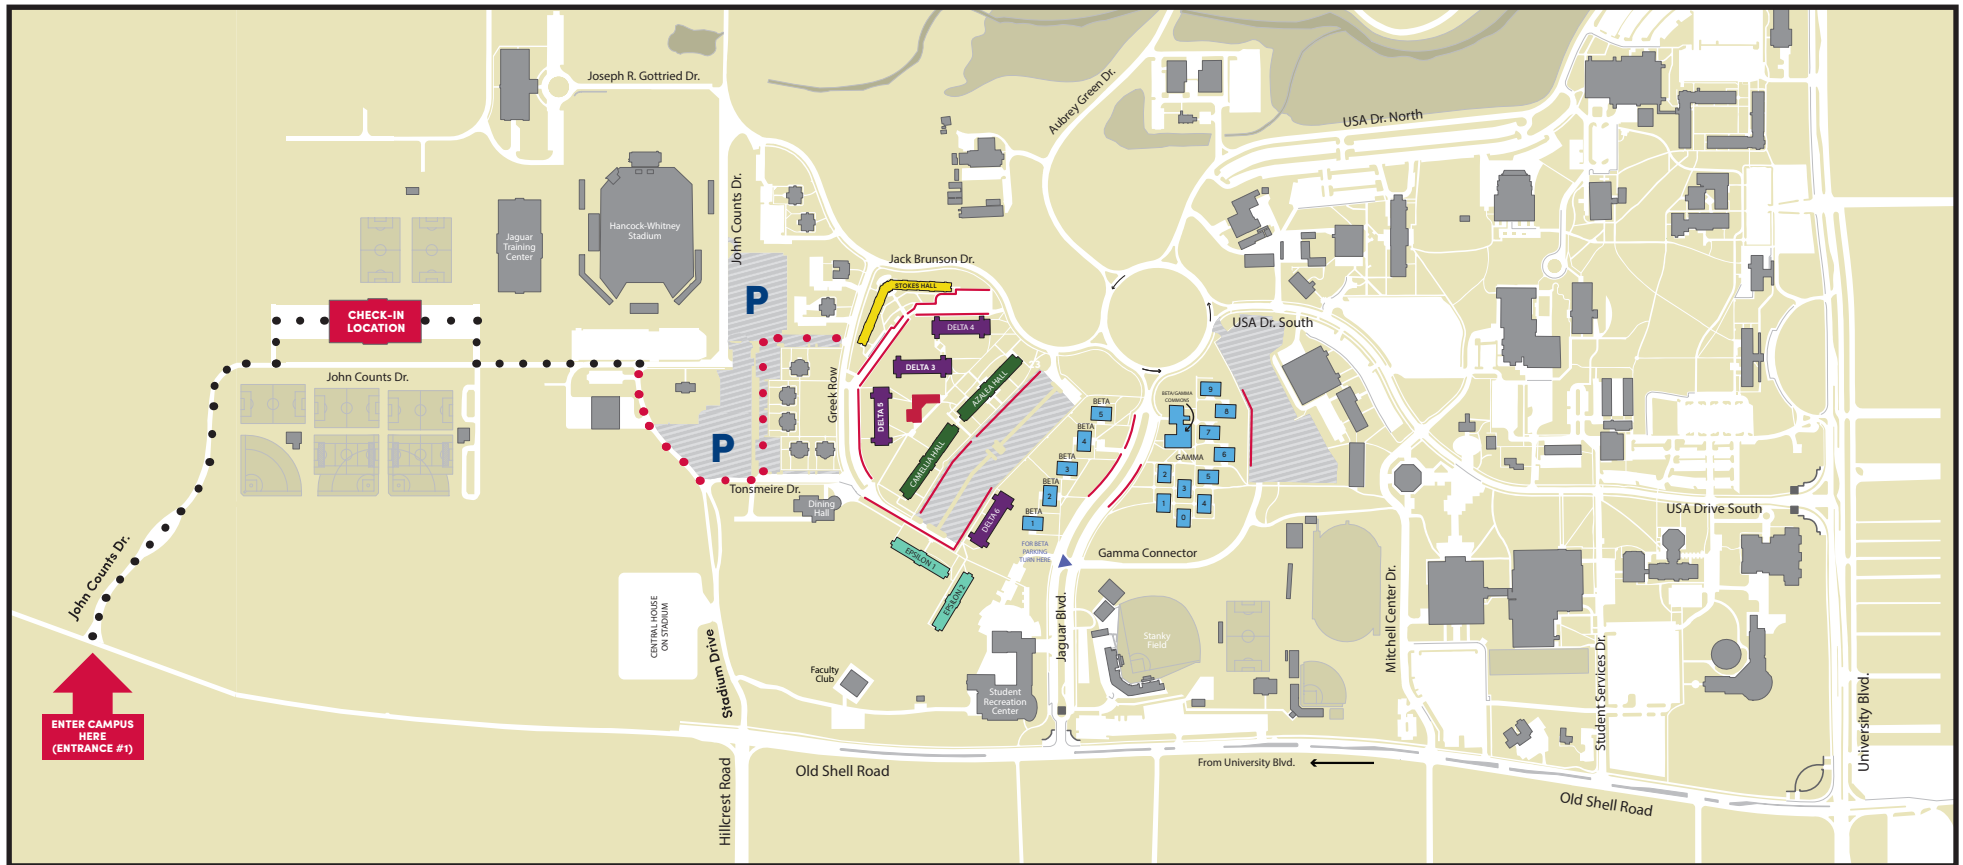 Joseph R. Gottried Dr.
Aubrey Green Dr.
USA Dr. North
John Counts Dr.
Hancock-Whitney
Stadium
Jaguar
Training
Center
Jack Brunson Dr.
STOKES HALL
P
CHECK-IN
LOCATION
DELTA 4
USA Dr. South
DELTA 3
John Counts Dr.
Greek Row
AZALEA HALL
DELTA 5
BETA/GAMMA
COMMONS
9
BETA
5
8
BETA
4
7
P
CAMELLIA HALL
BETA
3
GAMMA
6
2
5
Tonsmeire Dr.
BETA
2
3
1
4
Dining
Hall
DELTA 6
BETA
1
0
USA Drive South
FOR BETA
PARKING
TURN HERE
EPSILON 1
Gamma Connector
John Counts Dr.
EPSILON 2
CENTRAL HOUSE
ON STADIUM
Jaguar Blvd.
Stanky
Field
Mitchell Center Dr.
Stadium Drive
Faculty
Club
Student
Recreation
Center
Student Services Dr.
University Blvd.
ENTER CAMPUS
HERE
(ENTRANCE #1)
Hillcrest Road
Old Shell Road
From University Blvd.
Old Shell Road